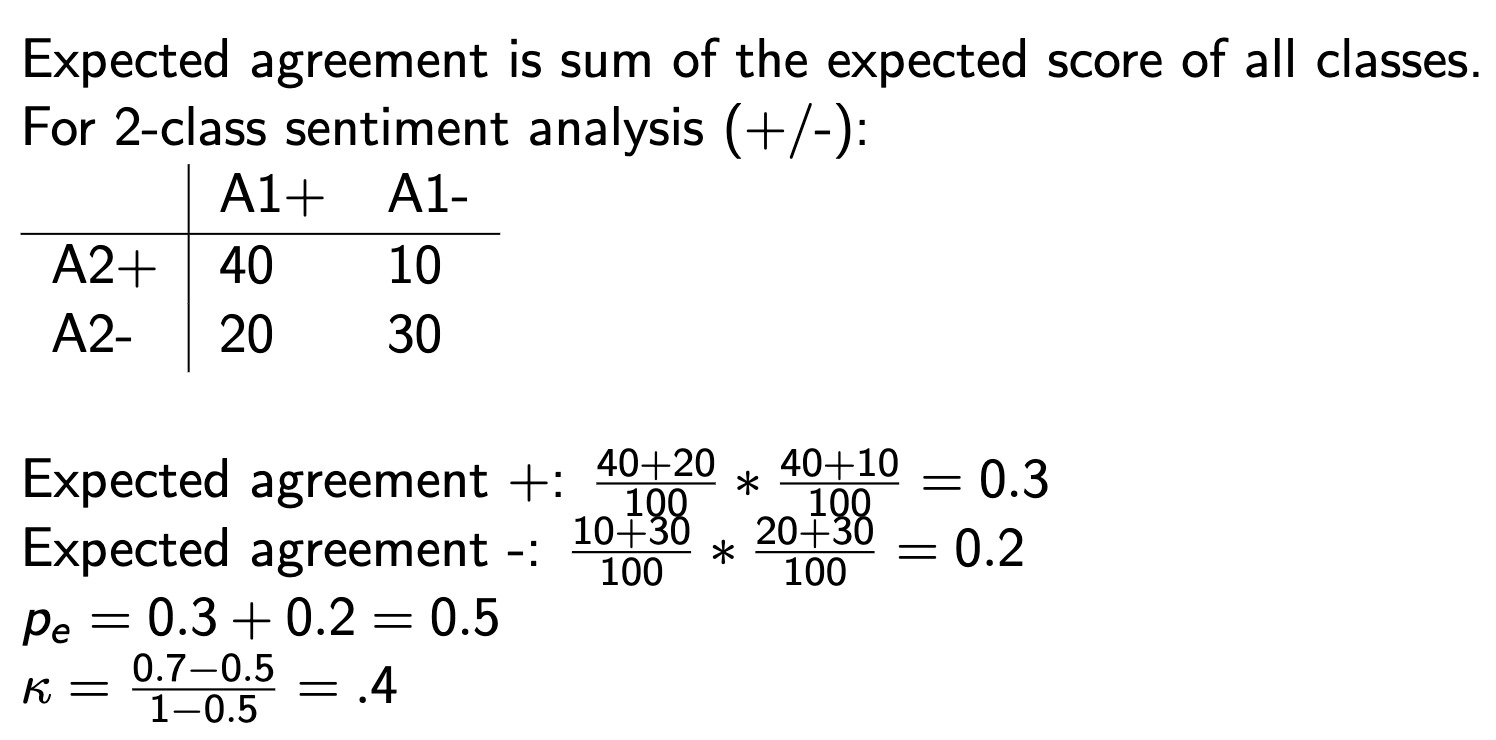 Expected agreement is sum of the expected score of all classes.
For 2-class sentiment analysis (+/-):
A1+ A1-
A2+ 40 10
A2- 20 30
Expected agreement +: \frac{40+20}{100} * \frac{40+10}{100} = 0.3
Expected agreement -: \frac{10+30}{100} * \frac{20+30}{100} = 0.2
p_e = 0.3 + 0.2 = 0.5
κ = \frac{0.7−0.5}{1−0.5} = .4